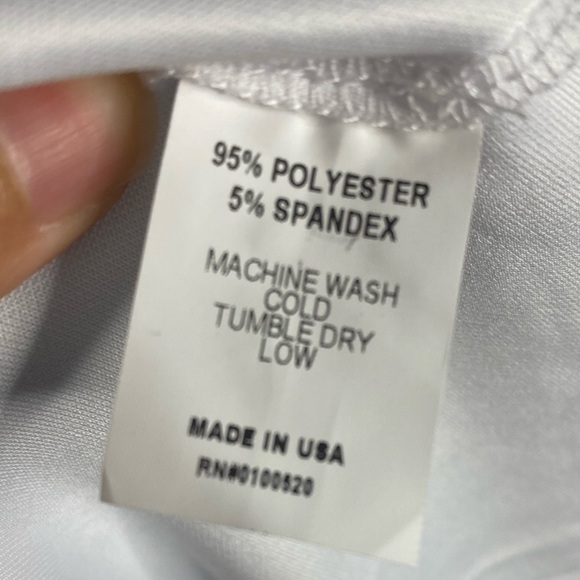 95% POLYESTER
5% SPANDEX
MACHINE WASH
COLD
TUMBLE DRY
LOW
MADE IN USA
RN#0100520